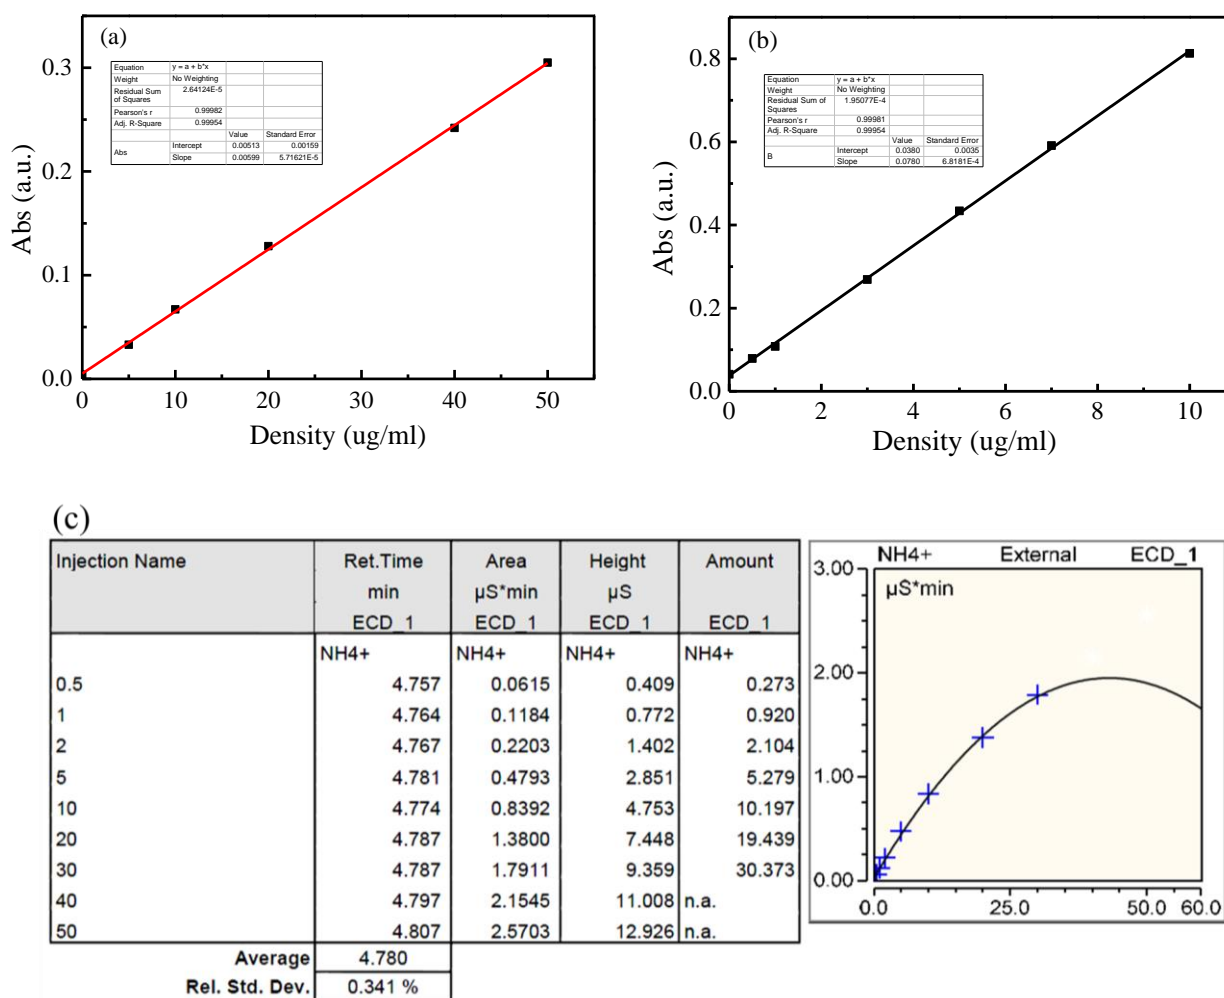 (a)
Equation y = a + b*x
Weight No Weighting
Residual Sum of Squares 2.64124E-5
Pearson's r 0.99982
Adj. R-Square 0.99954
Value Standard Error
Abs Intercept 0.00513 0.00159
Slope 0.00599 5.71621E-5
0.3
0.2
0.1
0.0
0 10 20 30 40 50
Abs (a.u.)
Density (ug/ml)
(b)
Equation y = a + b*x
Weight No Weighting
Residual Sum of Squares 1.95077E-4
Pearson's r 0.99981
Adj. R-Square 0.99954
Value Standard Error
B Intercept 0.0380 0.0035
Slope 0.0780 6.8181E-4
0.8
0.6
0.4
0.2
0.0
0 2 4 6 8 10
Abs (a.u.)
Density (ug/ml)
(c)
Injection Name Ret.Time Area Height Amount
min µS*min µS
ECD_1 ECD_1 ECD_1 ECD_1
NH4+ NH4+ NH4+ NH4+
0.5 4.757 0.0615 0.409 0.273
1 4.764 0.1184 0.772 0.920
2 4.767 0.2203 1.402 2.104
5 4.781 0.4793 2.851 5.279
10 4.774 0.8392 4.753 10.197
20 4.787 1.3800 7.448 19.439
30 4.787 1.7911 9.359 30.373
40 4.797 2.1545 11.008 n.a.
50 4.807 2.5703 12.926 n.a.
Average 4.780
Rel. Std. Dev. 0.341 %
NH4+ External ECD_1
3.00
µS*min
2.00
1.00
0.00
0.0 25.0 50.0 60.0